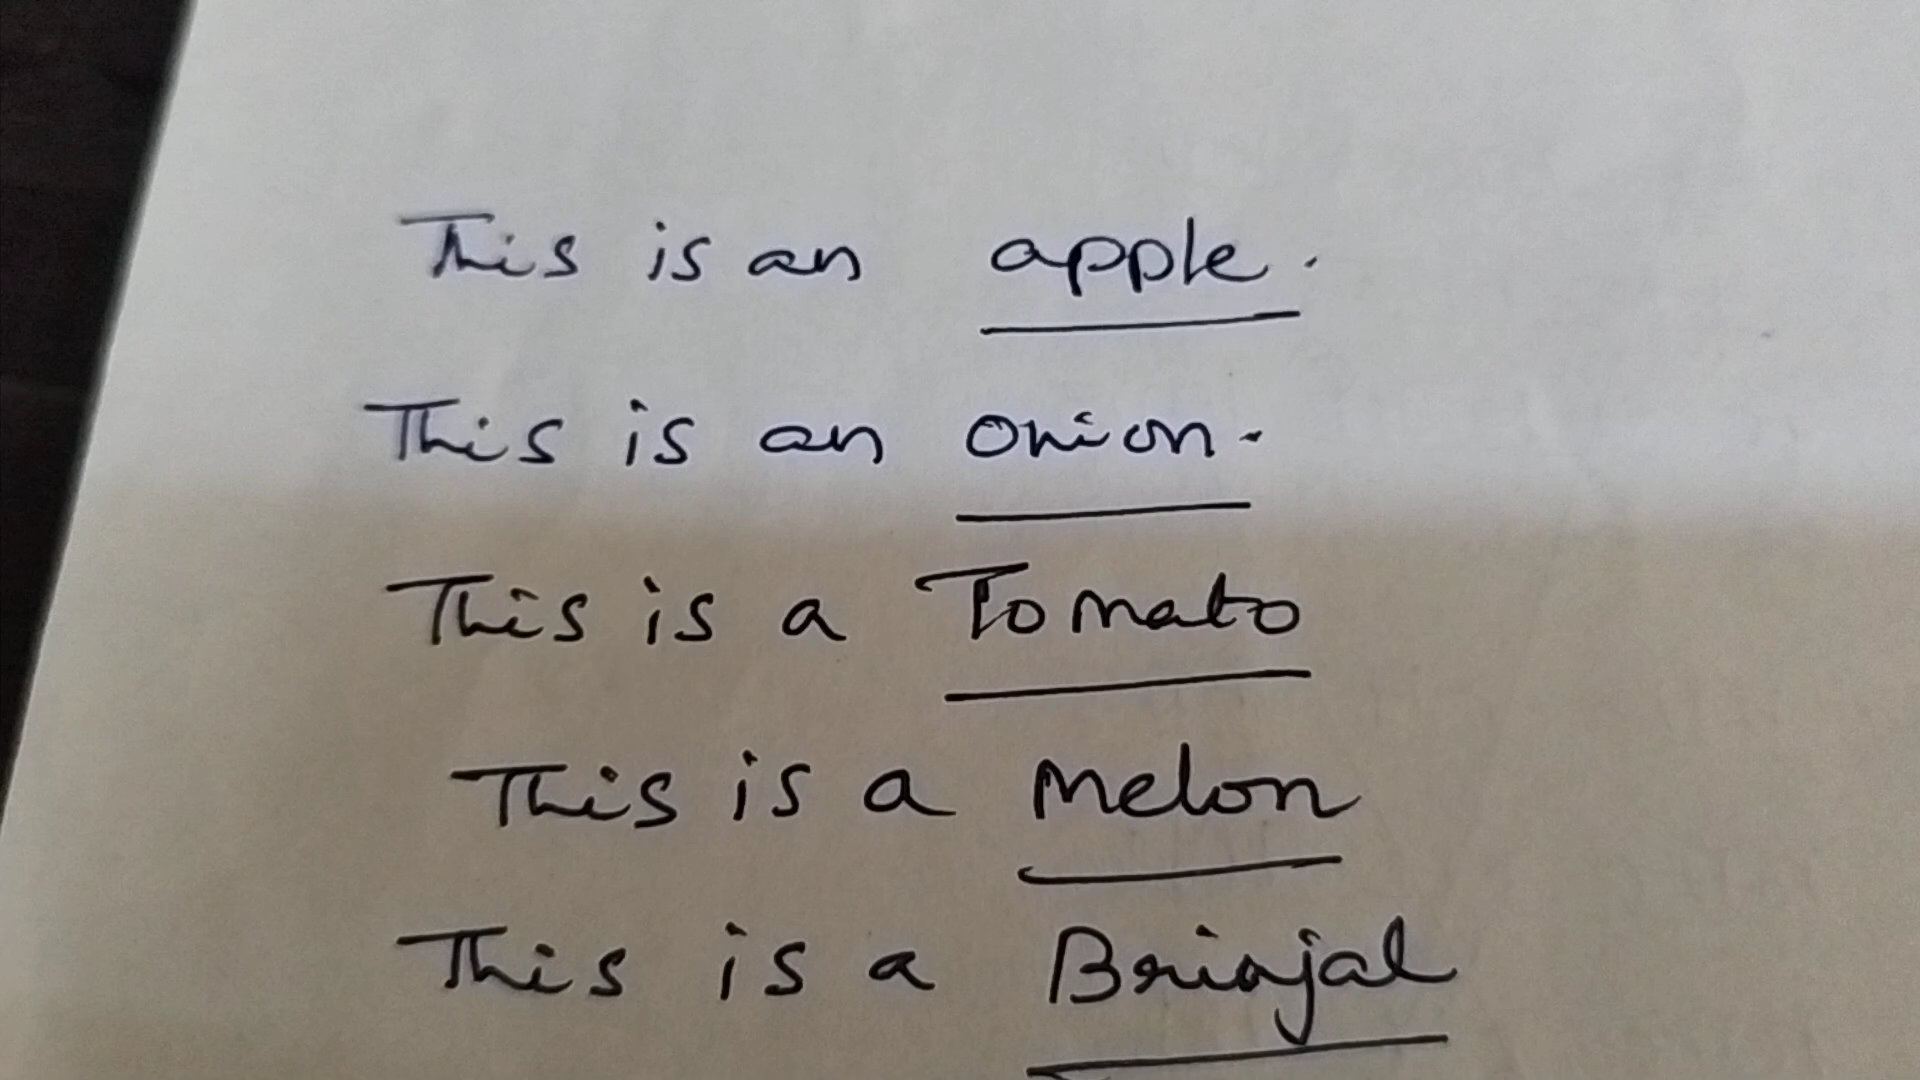 This is an apple.
This is an onion.
This is a Tomato
This is a Melon
This is a Brinjal